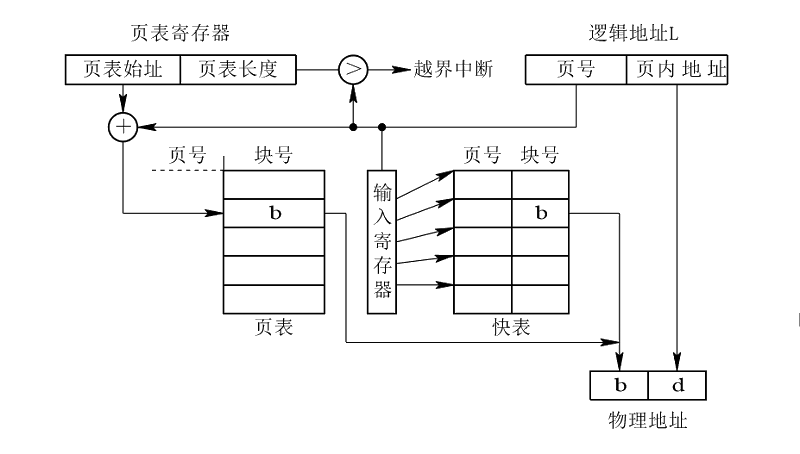 页表寄存器
逻辑地址L
页表始址
页表长度
>
越界中断
页号
页内地址
+
页号
块号
页号
块号
b
输入寄存器
b
页表
快表
b
d
物理地址